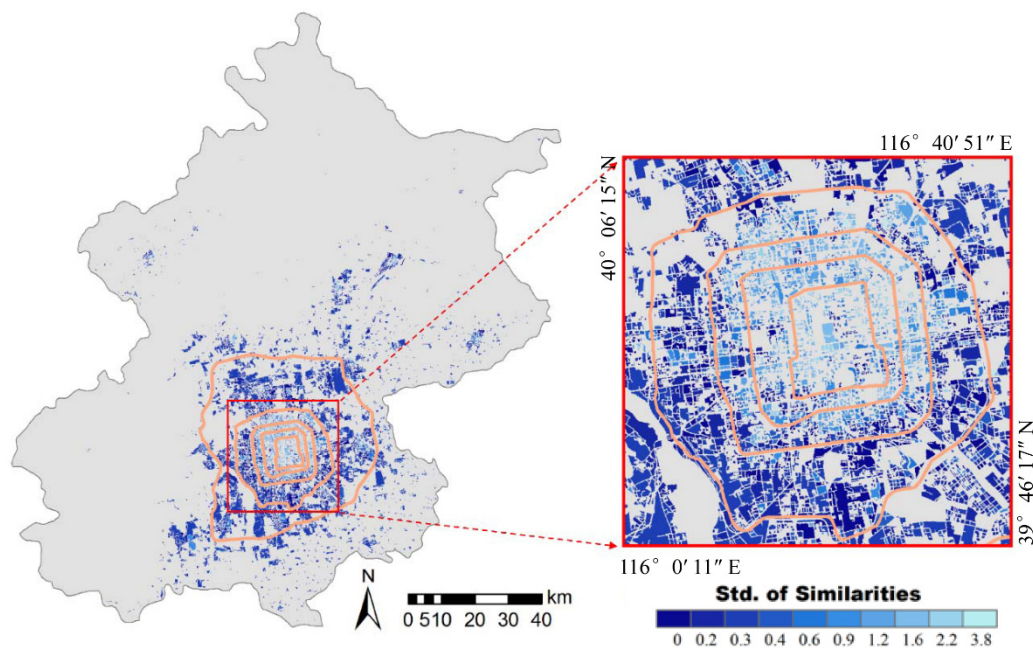 116° 40′ 51″ E
40° 06′ 15″ N
39° 46′ 17″ N
116° 0′ 11″ E
N
km
0 5 10 20 30 40
Std. of Similarities
0 0.2 0.3 0.4 0.6 0.9 1.2 1.6 2.2 3.8